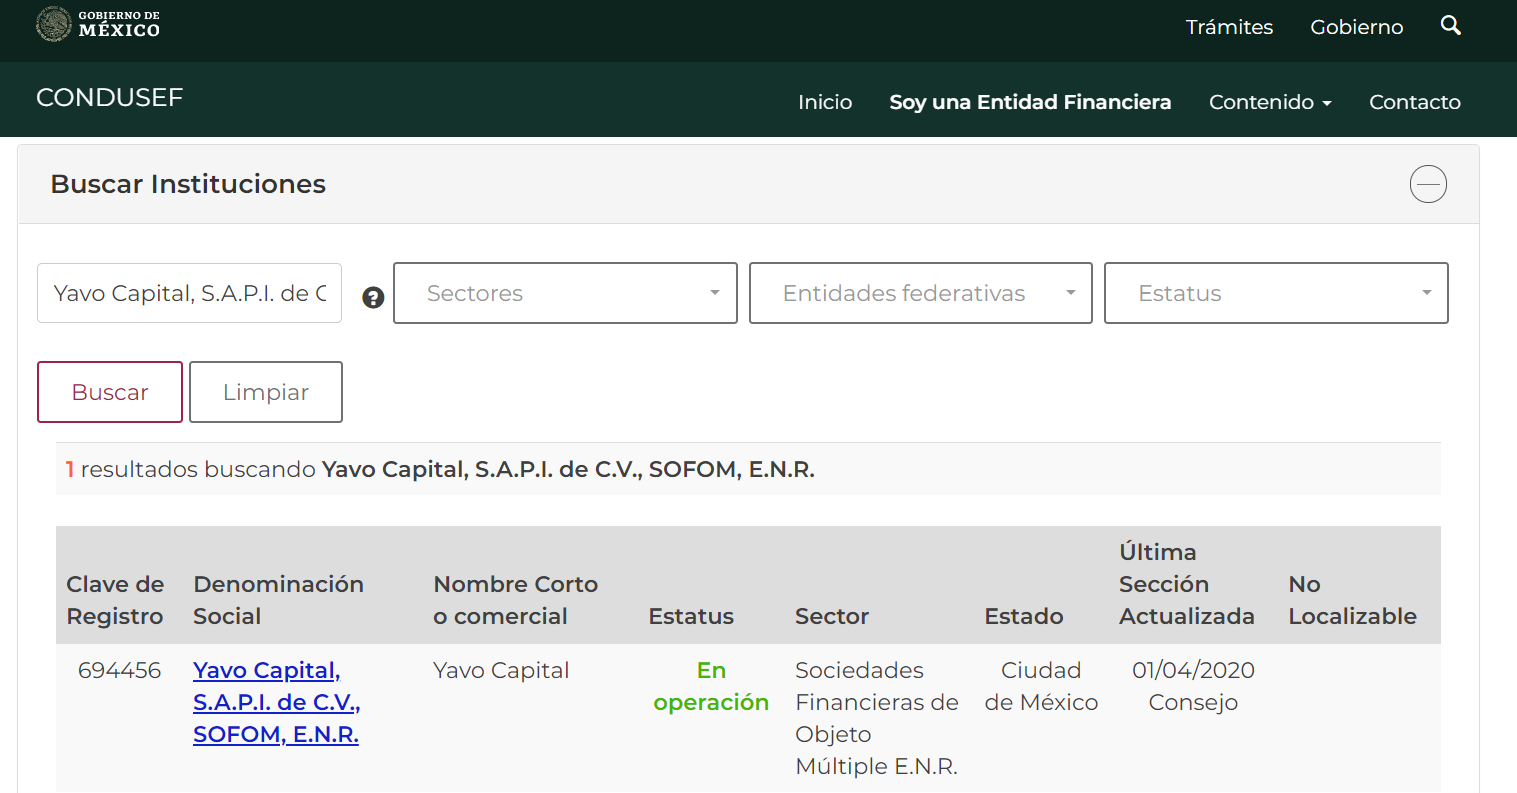 GOBIERNO DE
MÉXICO
Trámites
Gobierno
CONDUSEF
Inicio
Soy una Entidad Financiera
Contenido
Contacto
Buscar Instituciones
Yavo Capital, S.A.P.I. de C
?
Sectores
Entidades federativas
Estatus
Buscar
Limpiar
1 resultados buscando Yavo Capital, S.A.P.I. de C.V., SOFOM, E.N.R.
Clave de
Registro
Denominación
Social
Nombre Corto
o comercial
Estatus
Sector
Estado
Última
Sección
Actualizada
No
Localizable
694456
Yavo Capital,
S.A.P.I. de C.V.,
SOFOM, E.N.R.
Yavo Capital
En
operación
Sociedades
Financieras de
Objeto
Múltiple E.N.R.
Ciudad
de México
01/04/2020
Consejo